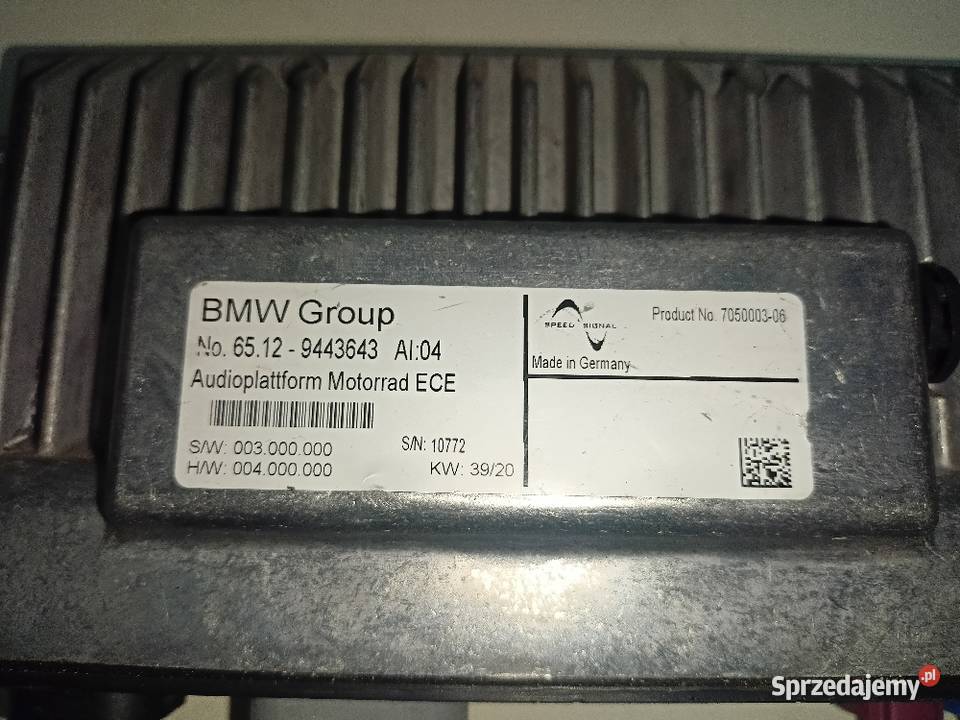 BMW Group
No. 65.12 - 9443643 AI:04
Audioplattform Motorrad ECE
S/W: 003.000.000
S/N: 10772
H/W: 004.000.000
KW: 39/20
SPEED SIGNAL
Product No. 7050003-06
Made in Germany
Sprzedajemy.pl